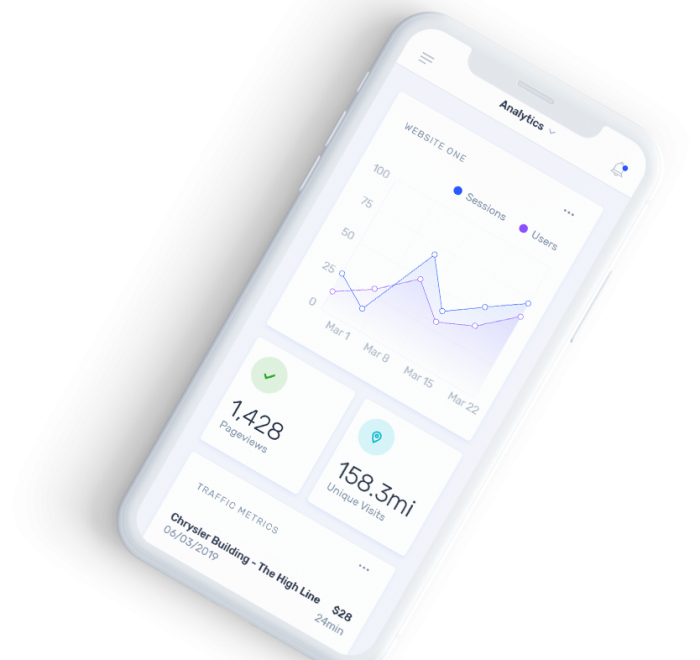 Analytics
WEBSITE ONE
Sessions
Users
100
75
50
25
0
Mar 1
Mar 8
Mar 15
Mar 22
1,428
Pageviews
158.3mi
Unique Visits
TRAFFIC METRICS
Chrysler Building - The High Line
$28
06/03/2019
24min